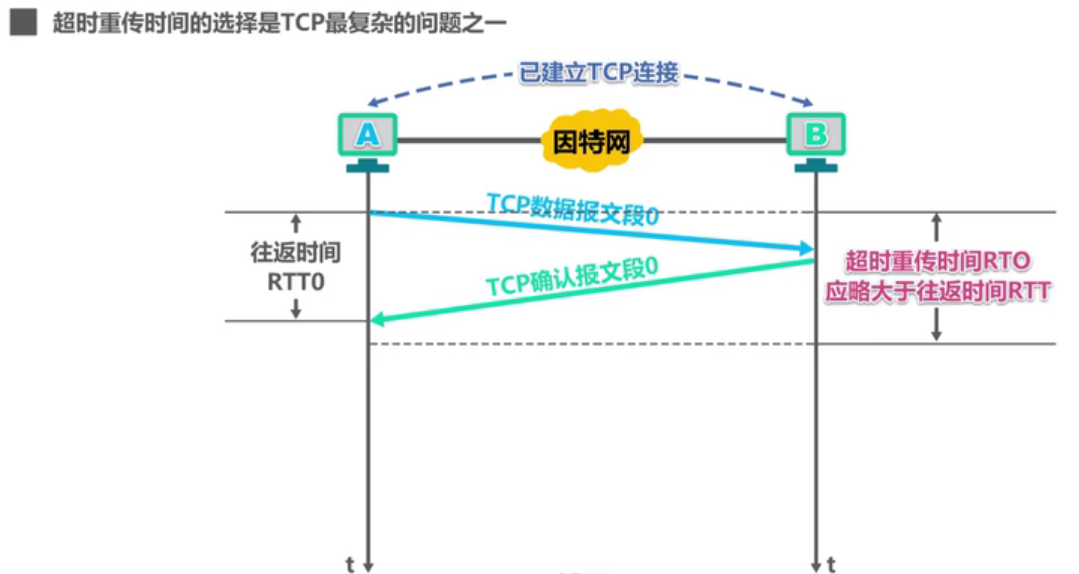 超时重传时间的选择是TCP最复杂的问题之一
已建立TCP连接
A
因特网
B
TCP数据报文段0
往返时间
RTT0
TCP确认报文段0
超时重传时间RTO
应略大于往返时间RTT
t
t